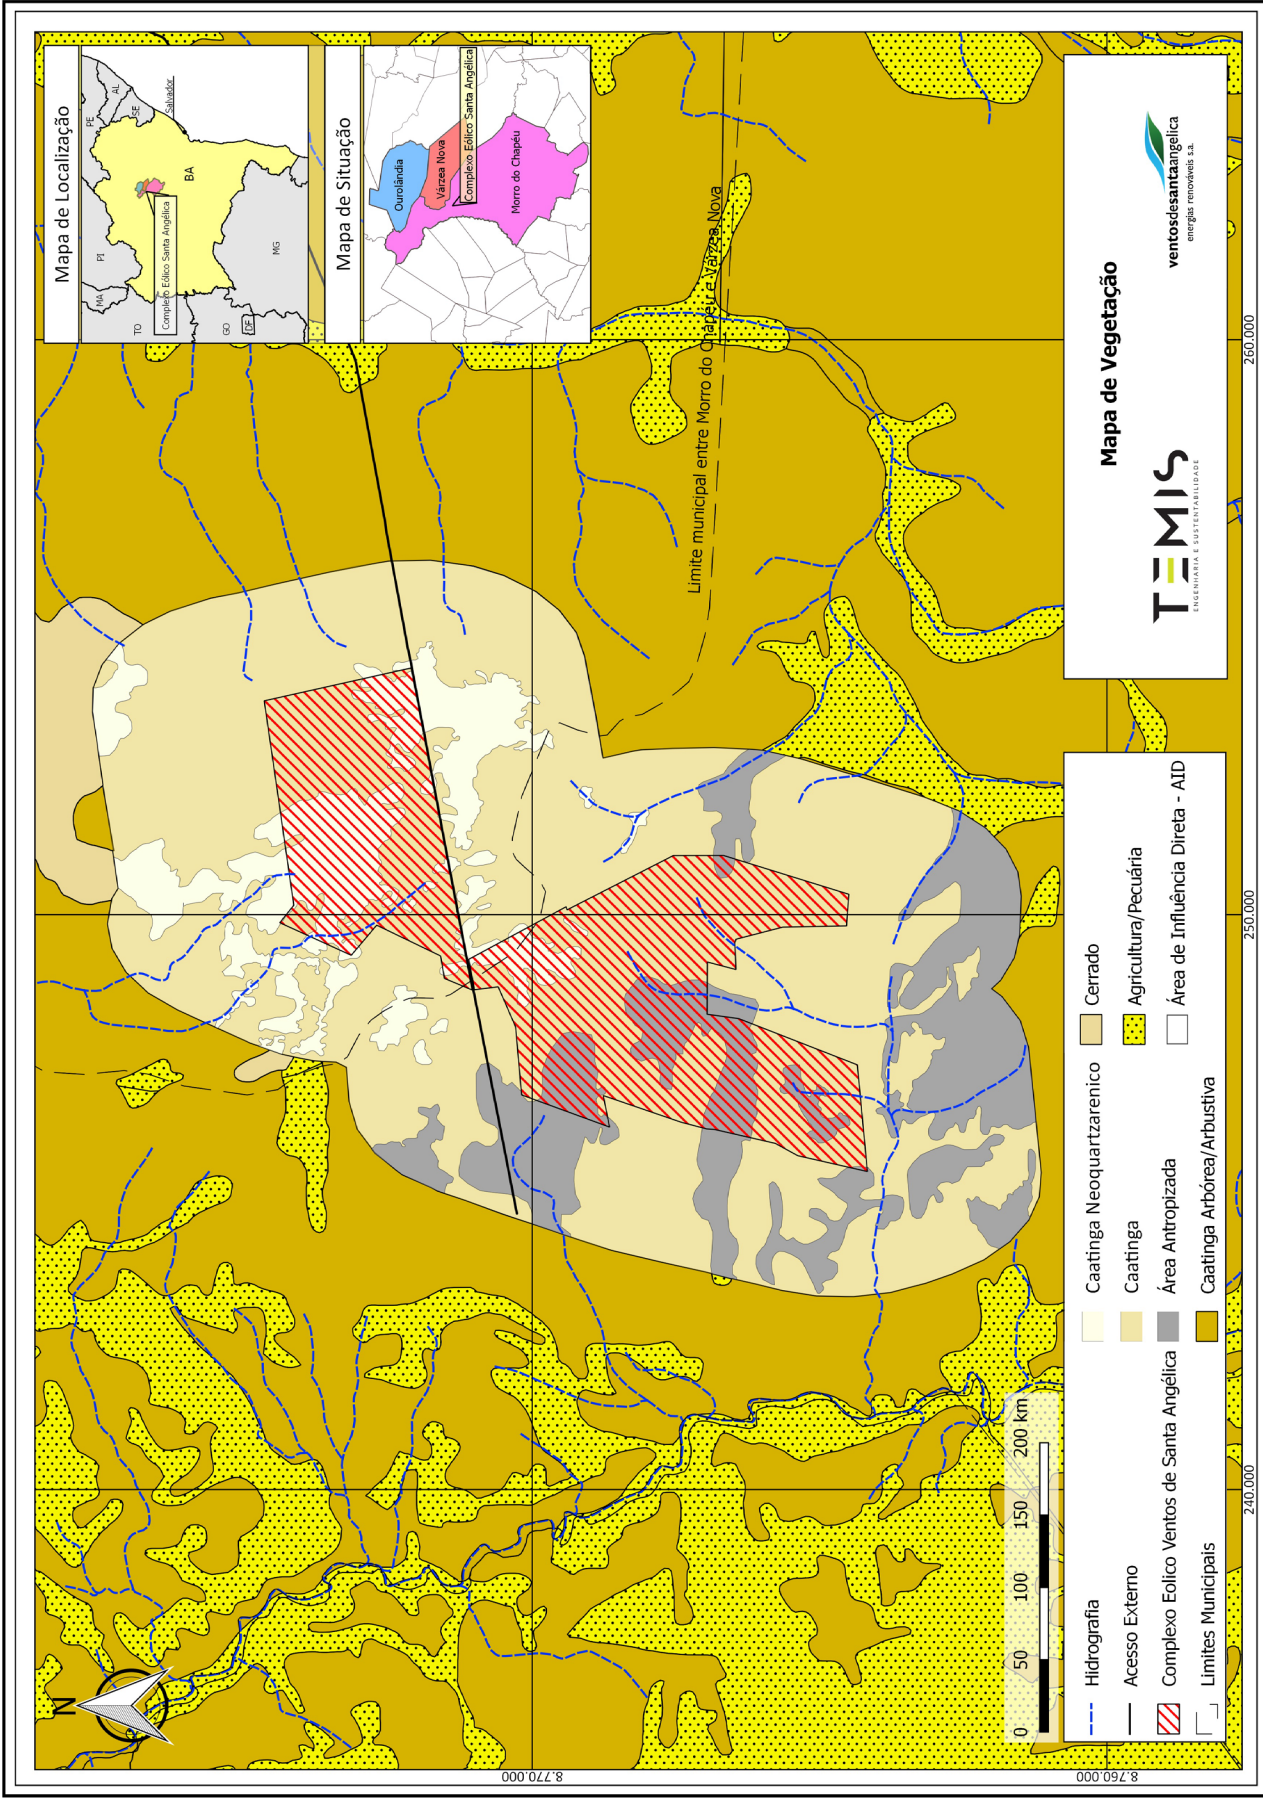 N
Mapa de Localização
PE
AL
SE
Salvador
PI
MA
BA
TO
Complexo Eólico Santa Angélica
GO
DF
MG
Mapa de Situação
Ourolândia
Várzea Nova
Complexo Eólico Santa Angélica
Morro do Chapéu
Limite municipal entre Morro do Chapéu e Várzea Nova
8.770.000
8.760.000
240.000
250.000
260.000
0 50 100 150 200 km
Hidrografia
Acesso Externo
Complexo Eolico Ventos de Santa Angélica
Limites Municipais
Caatinga Neoquartzarenico
Caatinga
Área Antropizada
Caatinga Arbórea/Arbustiva
Cerrado
Agricultura/Pecuária
Área de Influência Direta - AID
Mapa de Vegetação
TEMIS
ENGENHARIA E SUSTENTABILIDADE
ventosdesantaangelica
energias renováveis s.a.